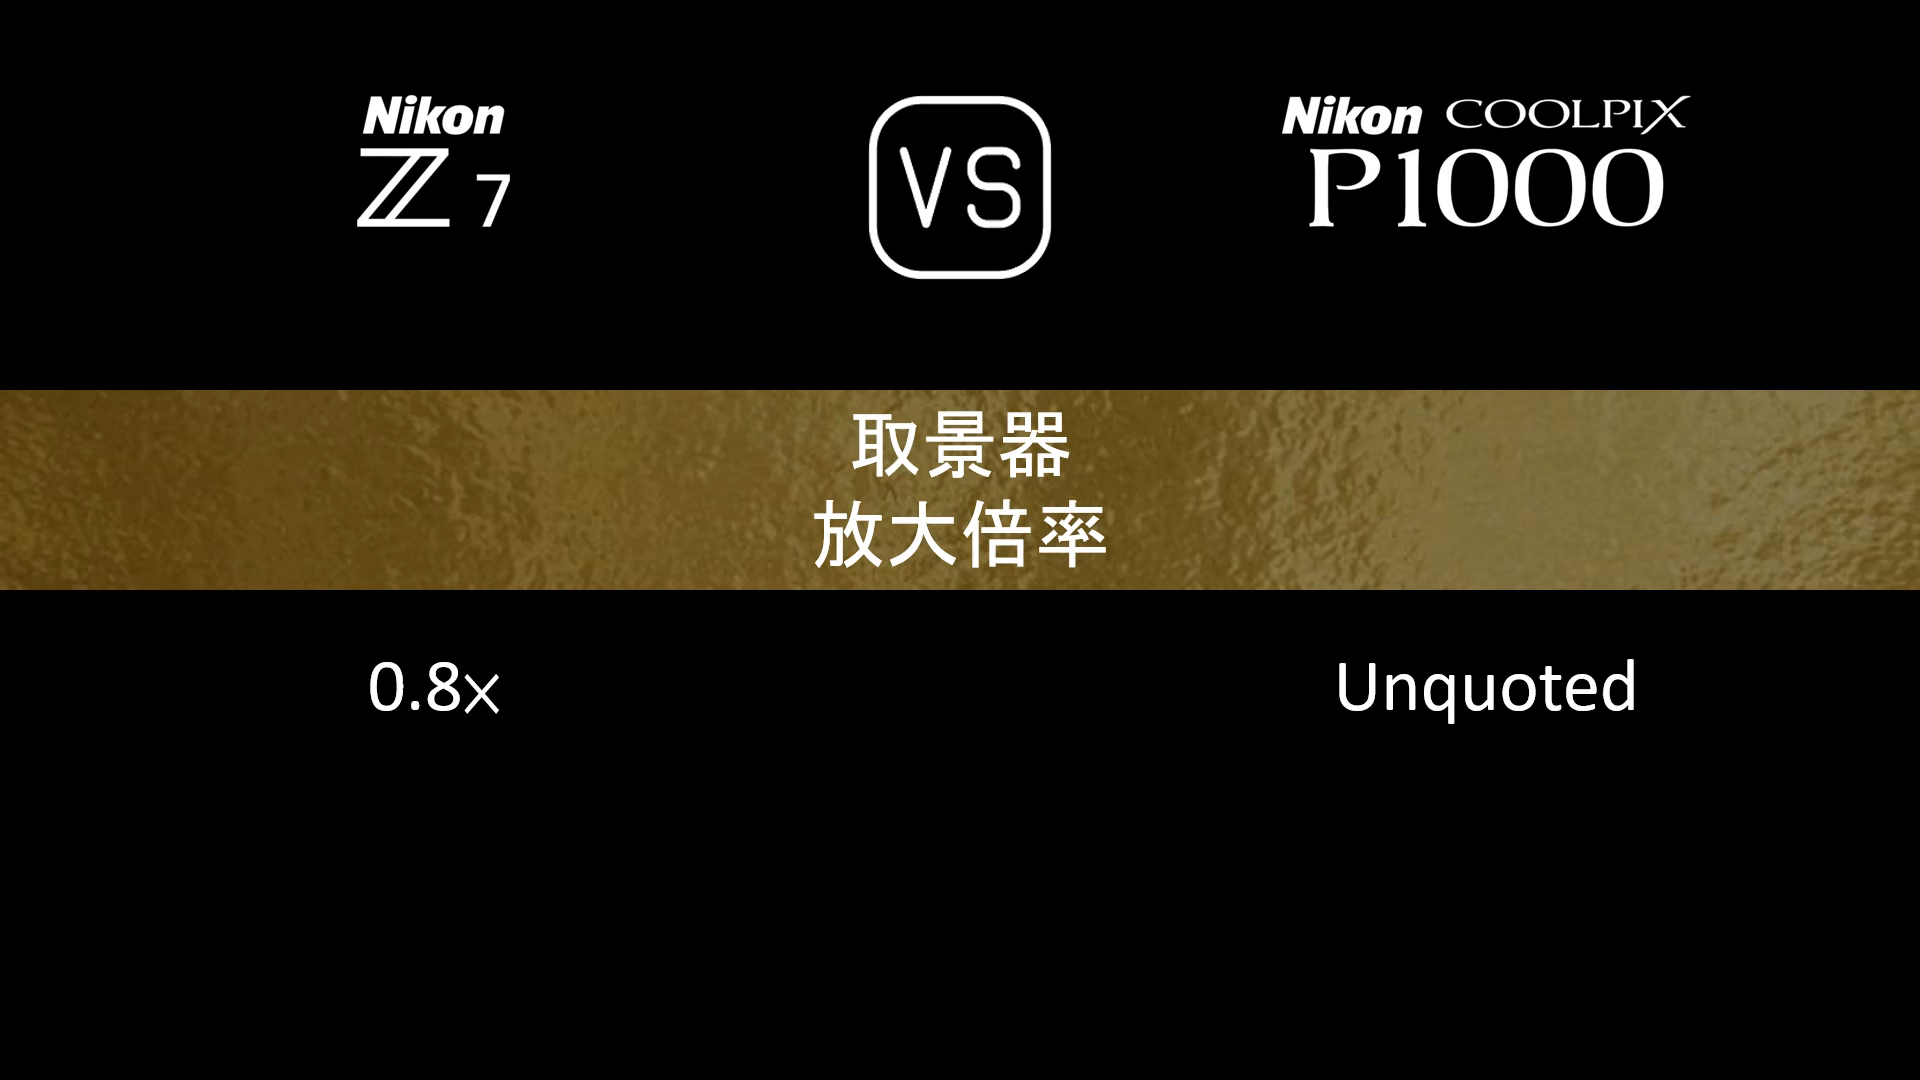 Nikon
Z 7
VS
Nikon COOLPIX
P1000
取景器
放大倍率
0.8x
Unquoted